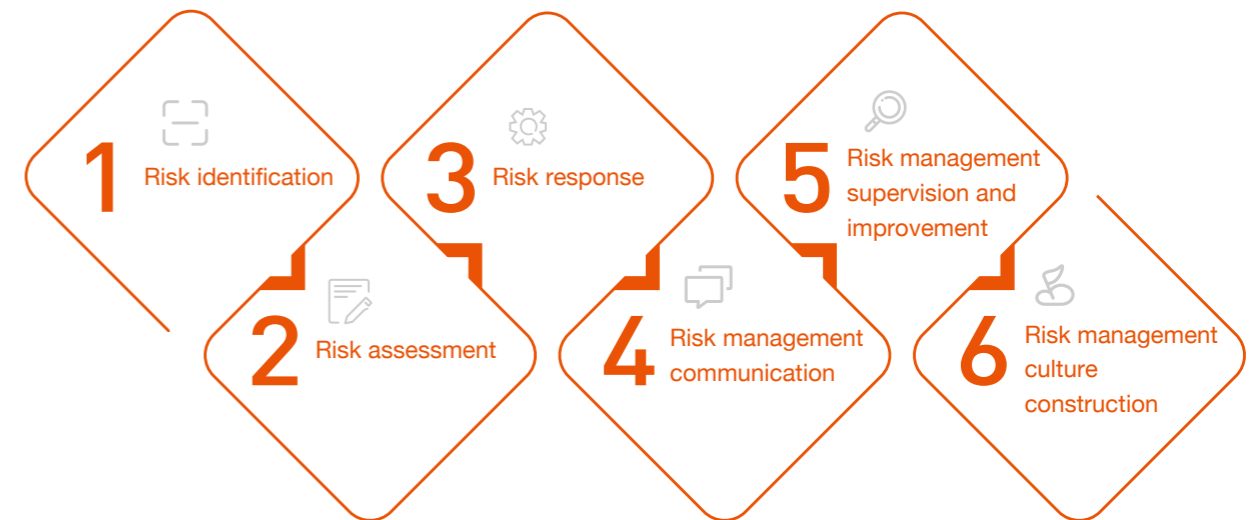 1
Risk identification
2
Risk assessment
3
Risk response
4
Risk management
communication
5
Risk management
supervision and
improvement
6
Risk management
culture
construction